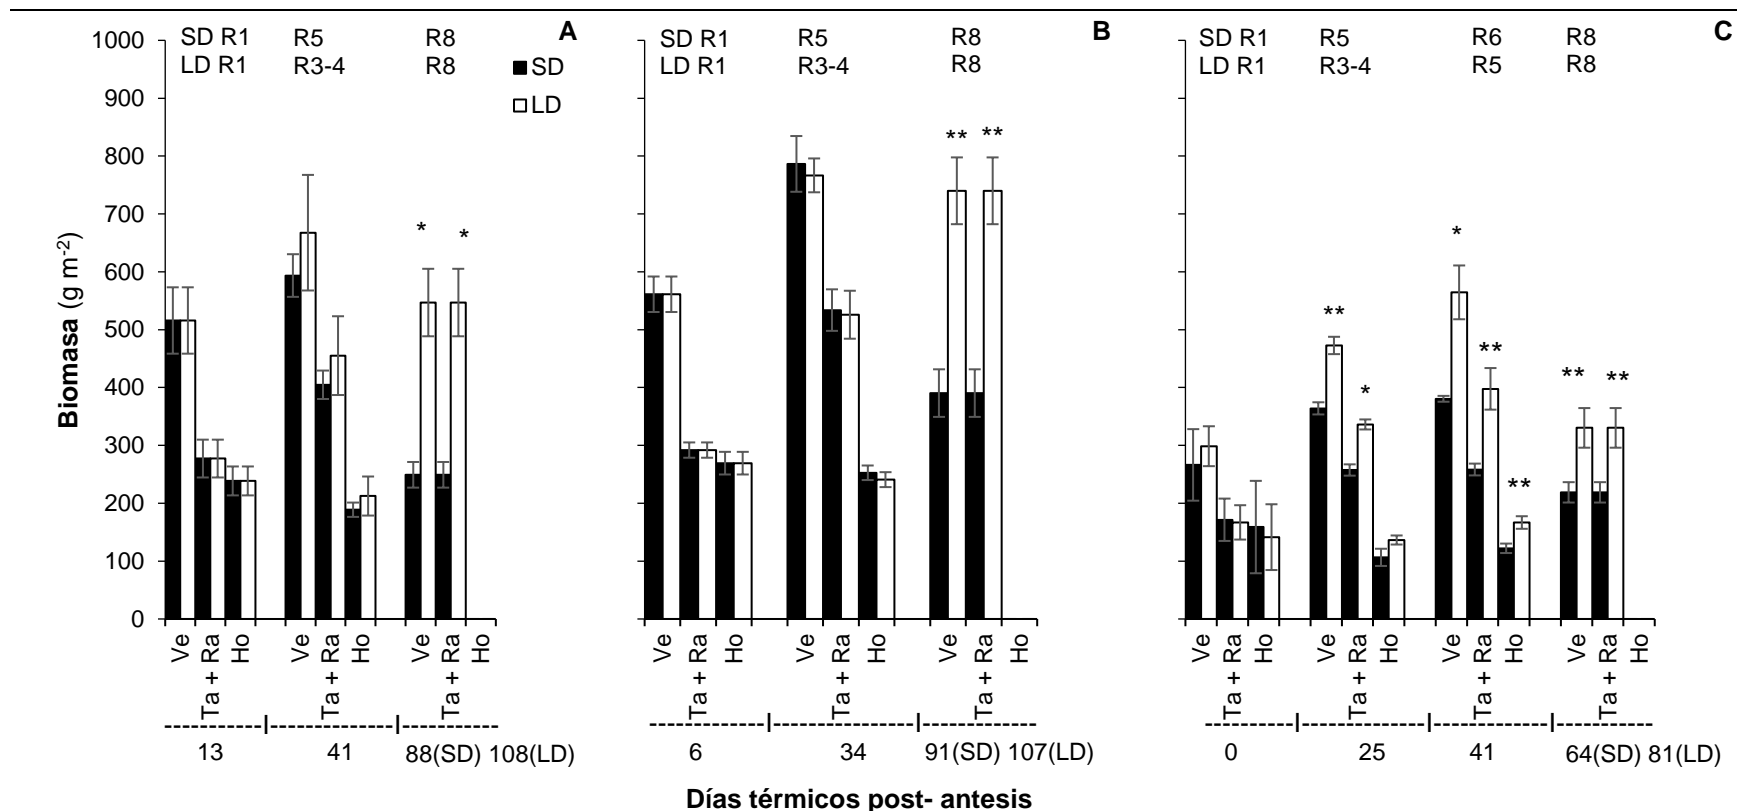 SD R1 R5 R8 A
LD R1 R3-4 R8
SD
LD
SD R1 R5 R8 B
LD R1 R3-4 R8
SD R1 R5 R6 R8 C
LD R1 R3-4 R5 R8
1000
900
800
700
600
500
400
300
200
100
0
Biomasa (g m-2)
* *
** **
** * * ** ** ** **
Ve Ta + Ra Ho Ve Ta + Ra Ho Ve Ta + Ra Ho
Ve Ta + Ra Ho Ve Ta + Ra Ho Ve Ta + Ra Ho
Ve Ta + Ra Ho Ve Ta + Ra Ho Ve Ta + Ra Ho Ve Ta + Ra Ho
13 41 88(SD) 108(LD)
6 34 91(SD) 107(LD)
0 25 41 64(SD) 81(LD)
Días térmicos post- antesis